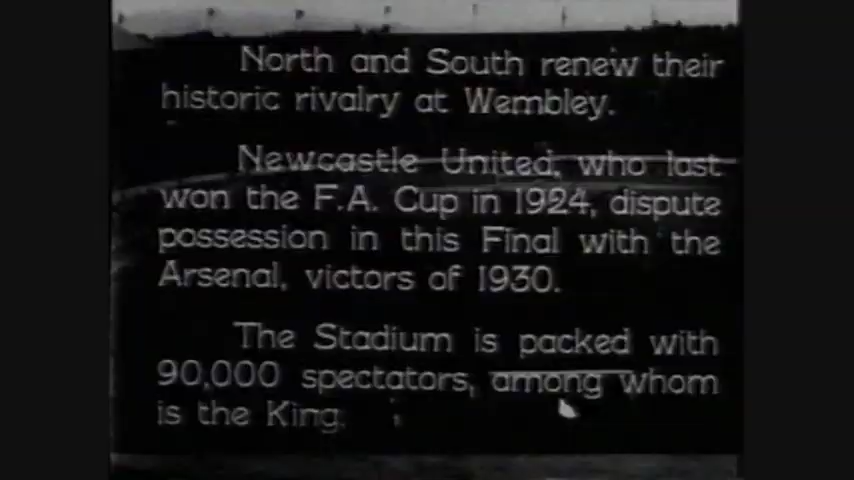 North and South renew their
historic rivalry at Wembley.
Newcastle United, who last
won the F.A. Cup in 1924, dispute
possession in this Final with the
Arsenal, victors of 1930.
The Stadium is packed with
90,000 spectators, among whom
is the King.